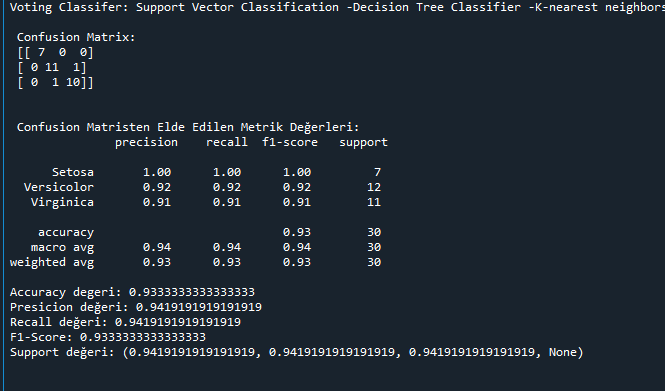 Voting Classifer: Support Vector Classification -Decision Tree Classifier -K-nearest neighbors
Confusion Matrix:
[[ 7  0  0]
[ 0 11  1]
[ 0  1 10]]
Confusion Matristen Elde Edilen Metrik Değerleri:
precision recall f1-score support
Setosa 1.00 1.00 1.00 7
Versicolor 0.92 0.92 0.92 12
Virginica 0.91 0.91 0.91 11
accuracy 0.93 30
macro avg 0.94 0.94 0.94 30
weighted avg 0.93 0.93 0.93 30
Accuracy degeri: 0.9333333333333333
Presicion değeri: 0.9419191919191919
Recall değeri: 0.9419191919191919
F1-Score: 0.9333333333333333
Support değeri: (0.9419191919191919, 0.9419191919191919, 0.9419191919191919, None)